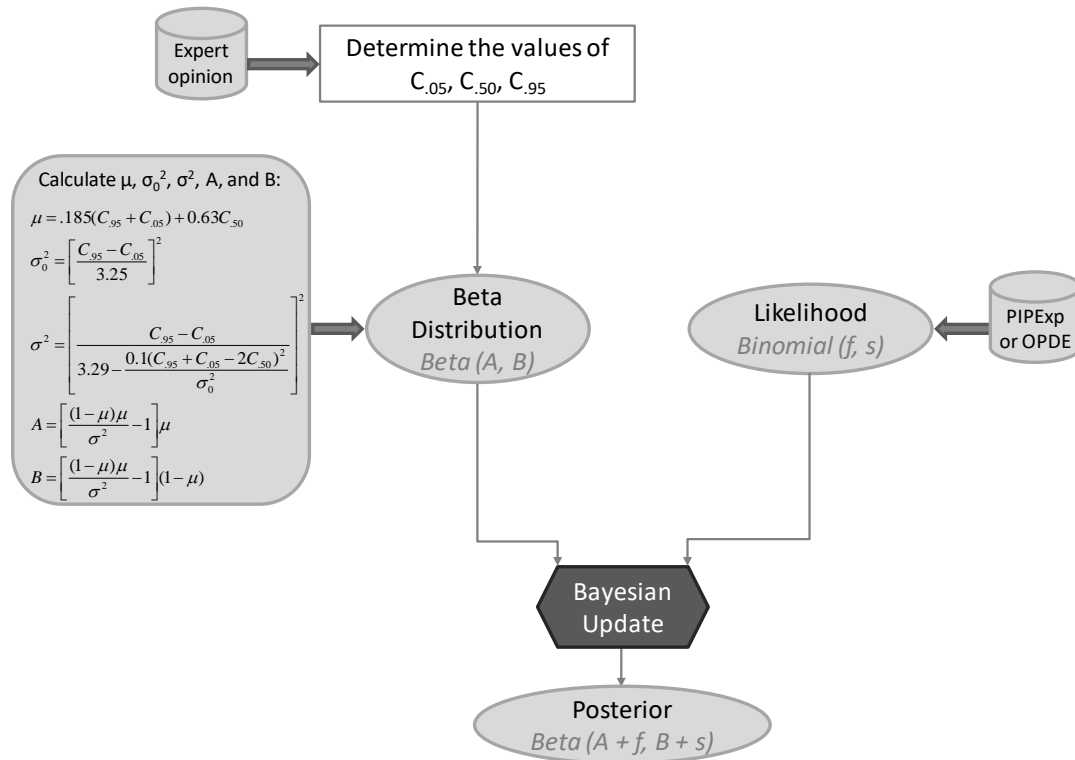 Expert
opinion
Determine the values of
C.05, C.50, C.95
Calculate μ, σ₀², σ², A, and B:
μ = .185(C.95 + C.05) + 0.63C.50
σ₀² = [(C.95 − C.05) / 3.25]²
σ² = [(C.95 − C.05) / (3.29 − 0.1(C.95 + C.05 − 2C.50)² / σ₀²)]²
A = [(1 − μ)μ / σ² − 1] μ
B = [(1 − μ)μ / σ² − 1] (1 − μ)
Beta
Distribution
Beta (A, B)
Likelihood
Binomial (f, s)
PIPExp
or OPDE
Bayesian
Update
Posterior
Beta (A + f, B + s)